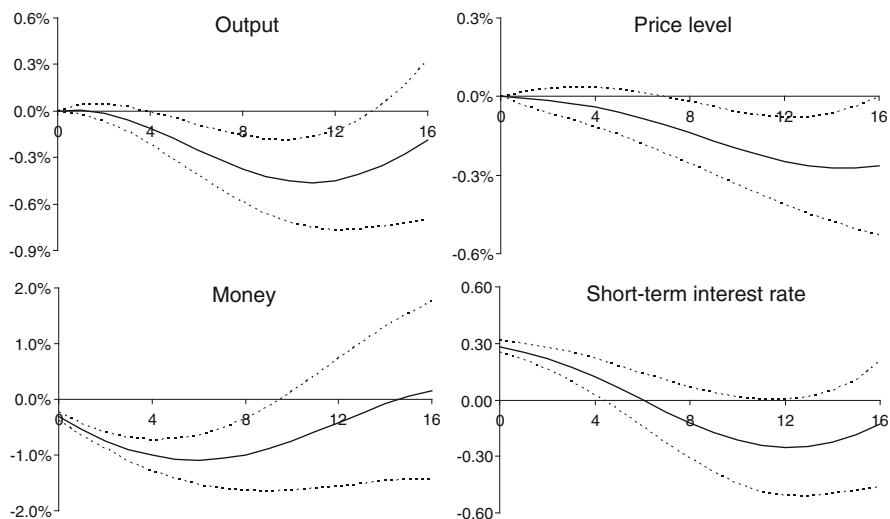 Output
0.6%
0.3%
0.0%
-0.3%
-0.6%
-0.9%
0 4 8 12 16
Price level
0.3%
0.0%
-0.3%
-0.6%
0 4 8 12 16
Money
2.0%
1.0%
0.0%
-1.0%
-2.0%
0 4 8 12 16
Short-term interest rate
0.60
0.30
0.00
-0.30
-0.60
0 4 8 12 16